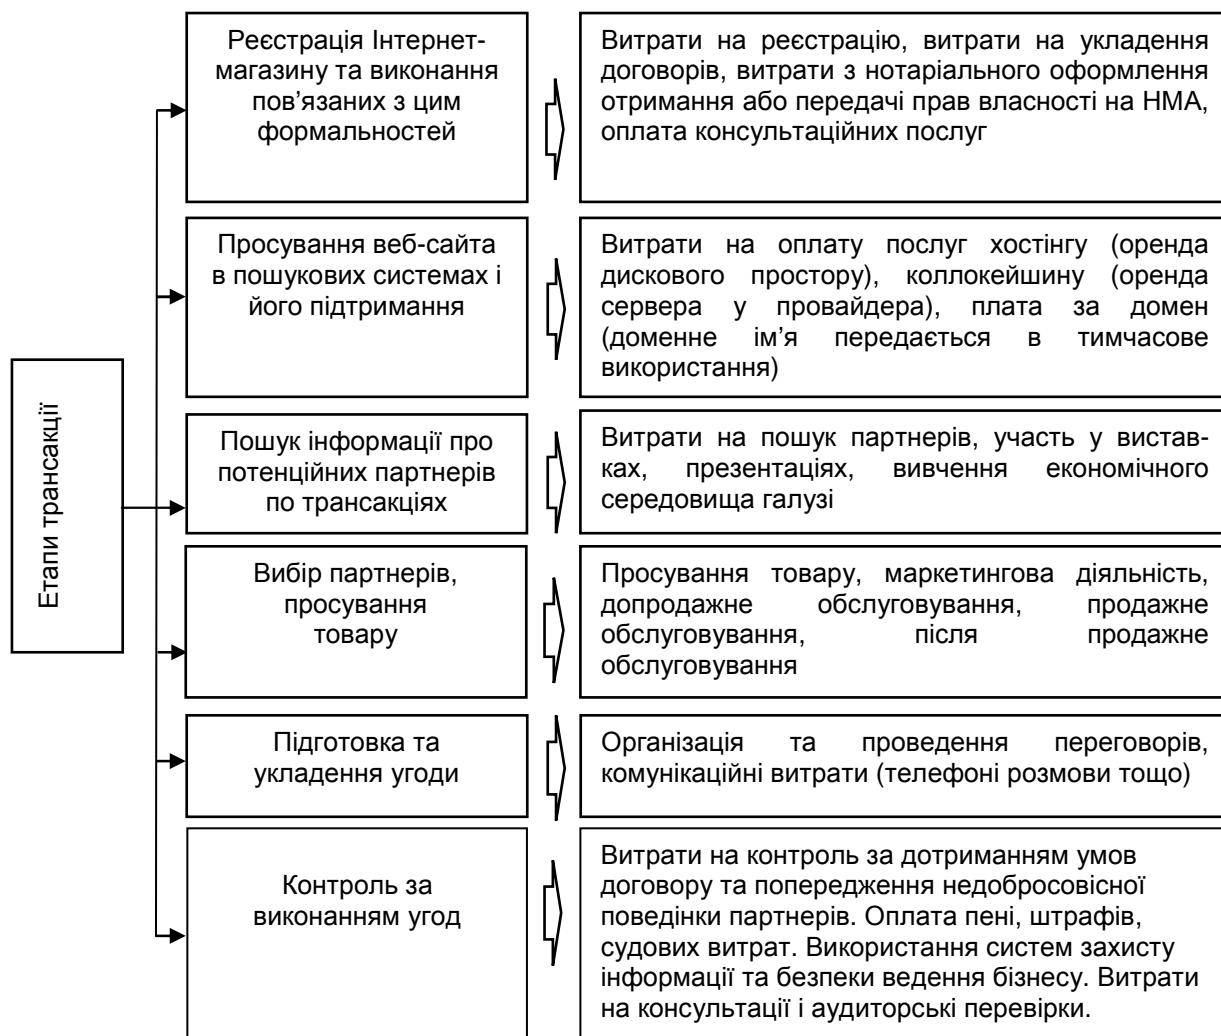 Етапи трансакції
Реєстрація Інтернет-
магазину та виконання
пов’язаних з цим
формальностей
Витрати на реєстрацію, витрати на укладення
договорів, витрати з нотаріального оформлення
отримання або передачі прав власності на НМА,
оплата консультаційних послуг
Просування веб-сайта
в пошукових системах і
його підтримання
Витрати на оплату послуг хостінгу (оренда
дискового простору), коллокейшину (оренда
сервера у провайдера), плата за домен
(доменне ім’я передається в тимчасове
використання)
Пошук інформації про
потенційних партнерів
по трансакціях
Витрати на пошук партнерів, участь у вистав-
ках, презентаціях, вивчення економічного
середовища галузі
Вибір партнерів,
просування
товару
Просування товару, маркетингова діяльність,
допродажне обслуговування, продажне
обслуговування, після продажне
обслуговування
Підготовка та
укладення угоди
Організація та проведення переговорів,
комунікаційні витрати (телефоні розмови тощо)
Контроль за
виконанням угод
Витрати на контроль за дотриманням умов
договору та попередження недобросовісної
поведінки партнерів. Оплата пені, штрафів,
судових витрат. Використання систем захисту
інформації та безпеки ведення бізнесу. Витрати
на консультації і аудиторські перевірки.